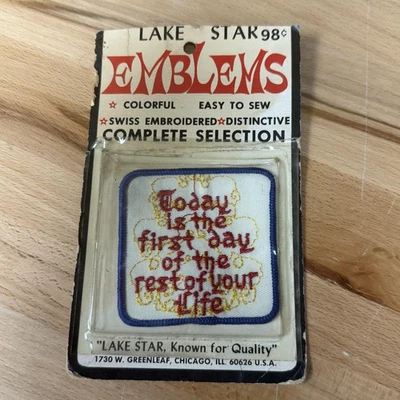 LAKE STAR 98¢
EMBLEMS
☆ COLORFUL EASY TO SEW
☆ SWISS EMBROIDERED ☆ DISTINCTIVE
COMPLETE SELECTION
Today
is the
first day
of the
rest of your
Life
"LAKE STAR, Known for Quality"
1730 W. GREENLEAF, CHICAGO, ILL. 60626 U.S.A.